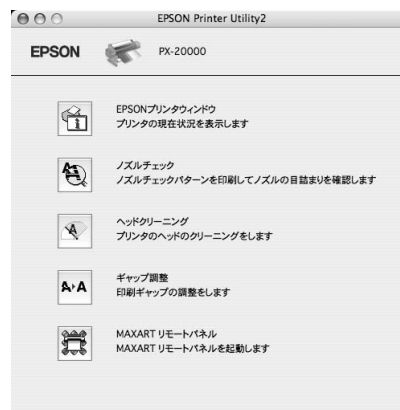 EPSON Printer Utility2
EPSON PX-20000
EPSONプリンタウィンドウ
プリンタの現在状況を表示します
ノズルチェック
ノズルチェックパターンを印刷してノズルの目詰まりを確認します
ヘッドクリーニング
プリンタのヘッドのクリーニングをします
ギャップ調整
印刷ギャップの調整をします
MAXART リモートパネル
MAXART リモートパネルを起動します